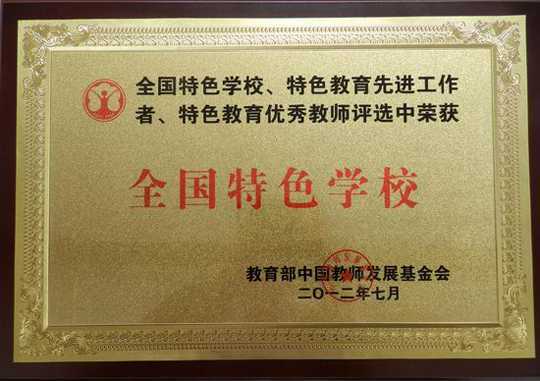 全国特色学校、特色教育先进工作
者、特色教育优秀教师评选中荣获
全国特色学校
教育部中国教师发展基金会
二〇一二年七月